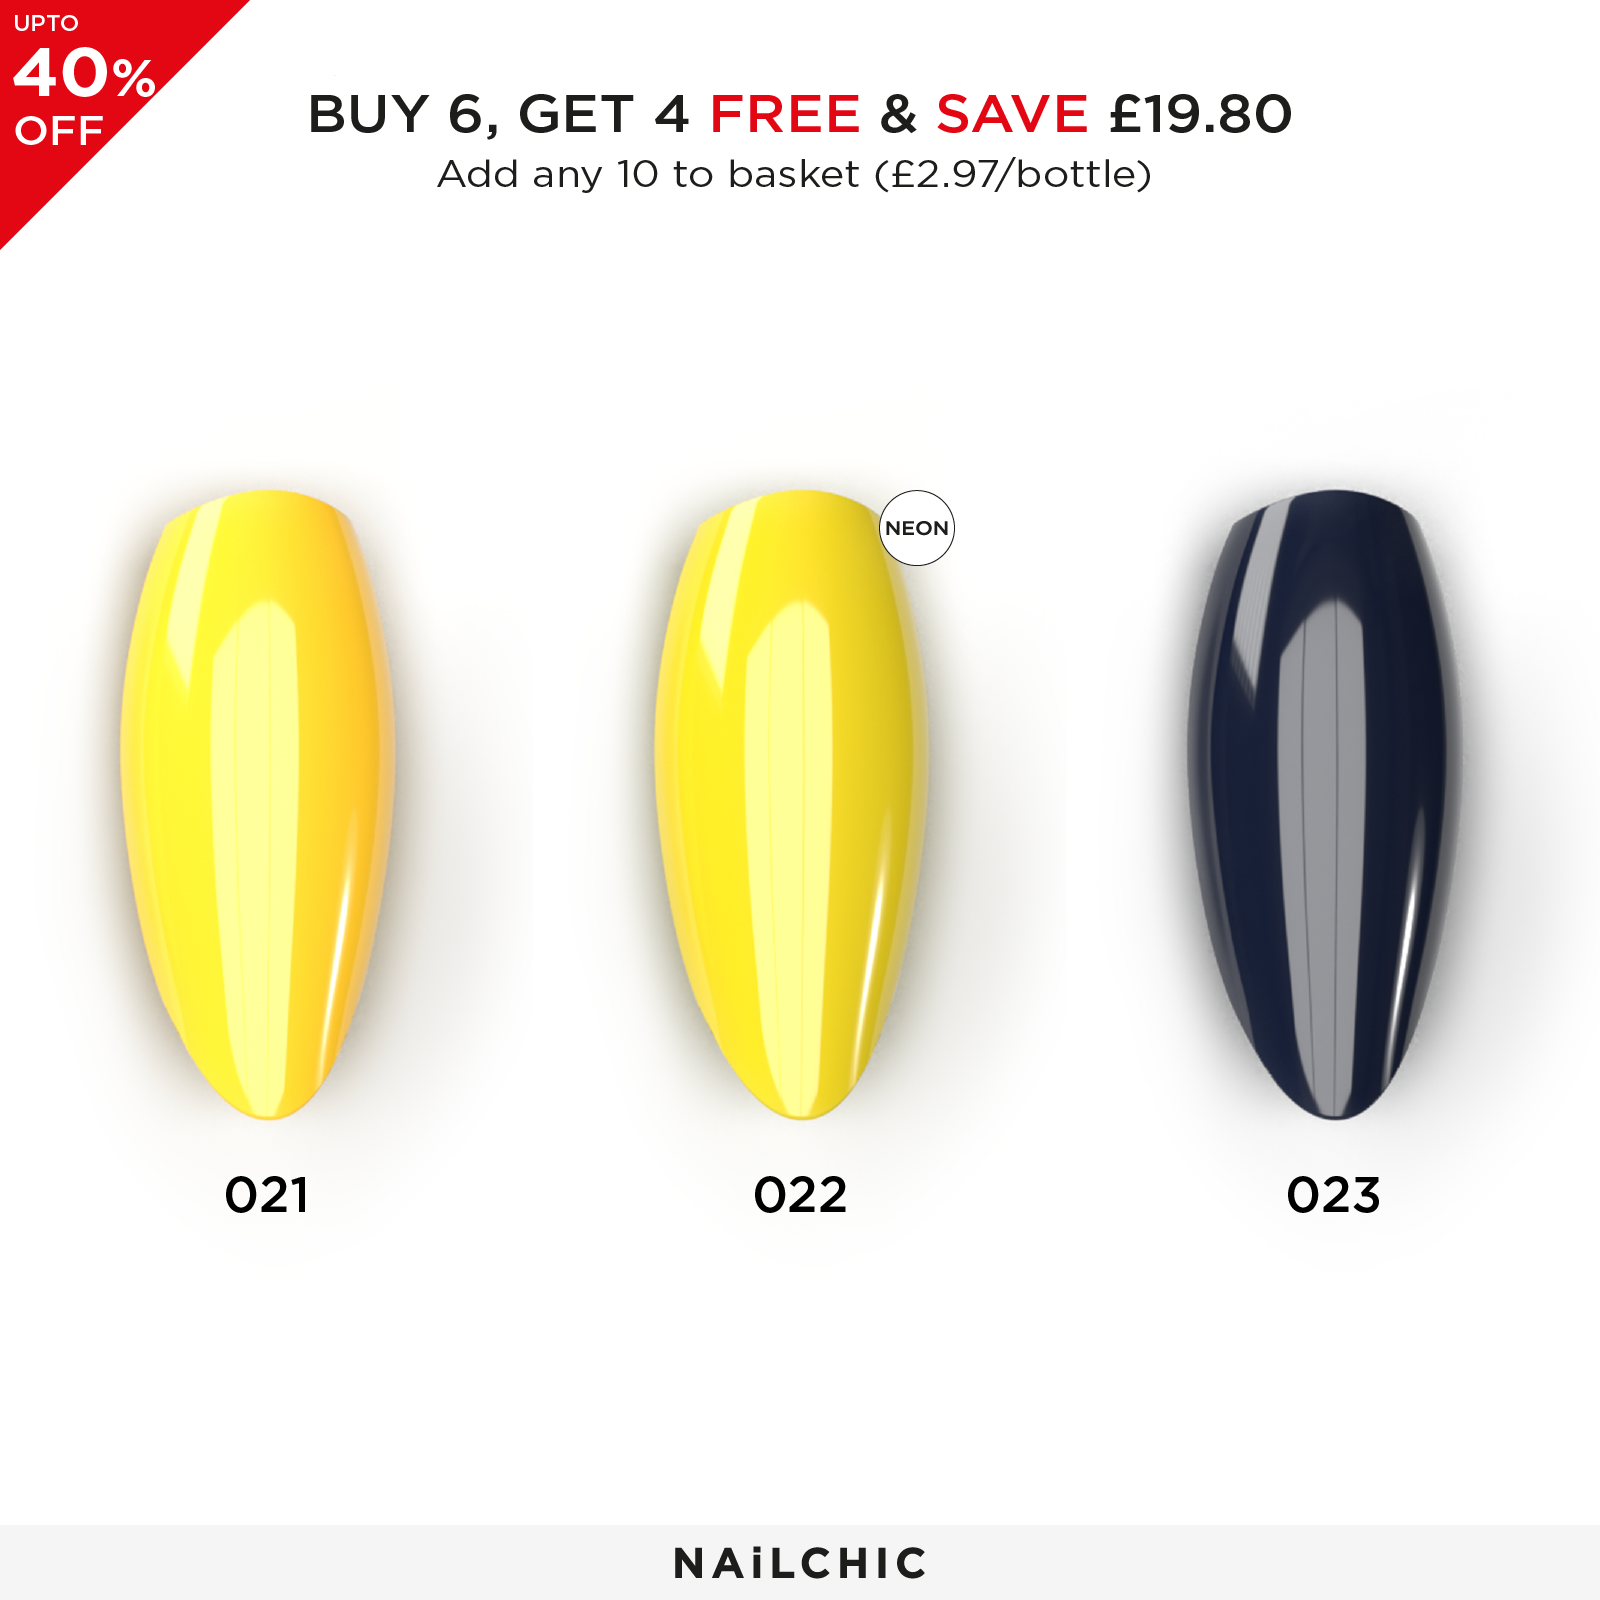 UPTO
40%
OFF
BUY 6, GET 4 FREE & SAVE £19.80
Add any 10 to basket (£2.97/bottle)
NEON
021
022
023
NAiLCHIC